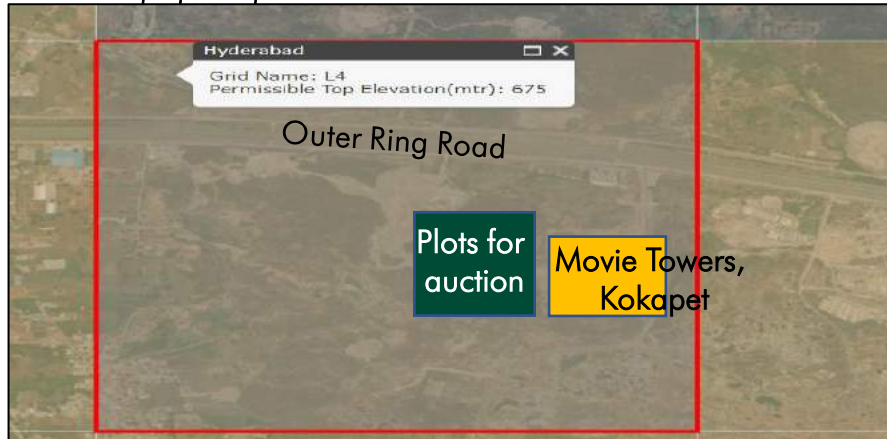 Hyderabad
Grid Name: L4
Permissible Top Elevation(mtr): 675
Outer Ring Road
Plots for
auction
Movie Towers,
Kokapet